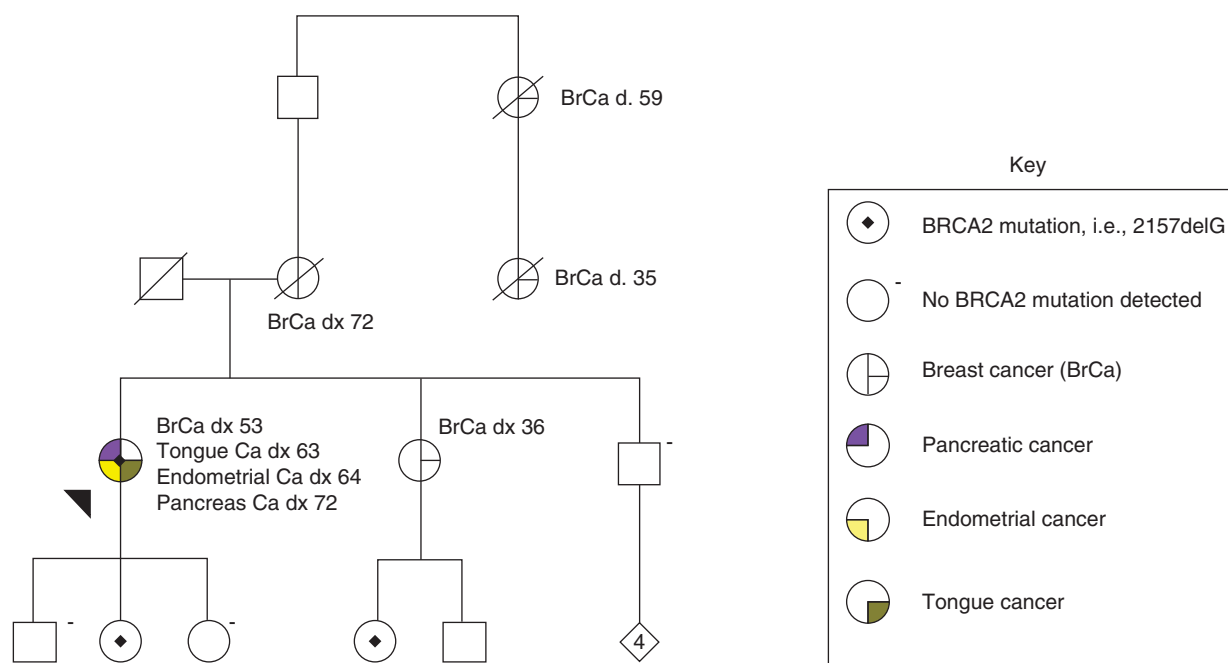 BrCa d. 59
BrCa d. 35
BrCa dx 72
BrCa dx 53
Tongue Ca dx 63
Endometrial Ca dx 64
Pancreas Ca dx 72
BrCa dx 36
-
-
-
4
Key
BRCA2 mutation, i.e., 2157delG
-
No BRCA2 mutation detected
Breast cancer (BrCa)
Pancreatic cancer
Endometrial cancer
Tongue cancer